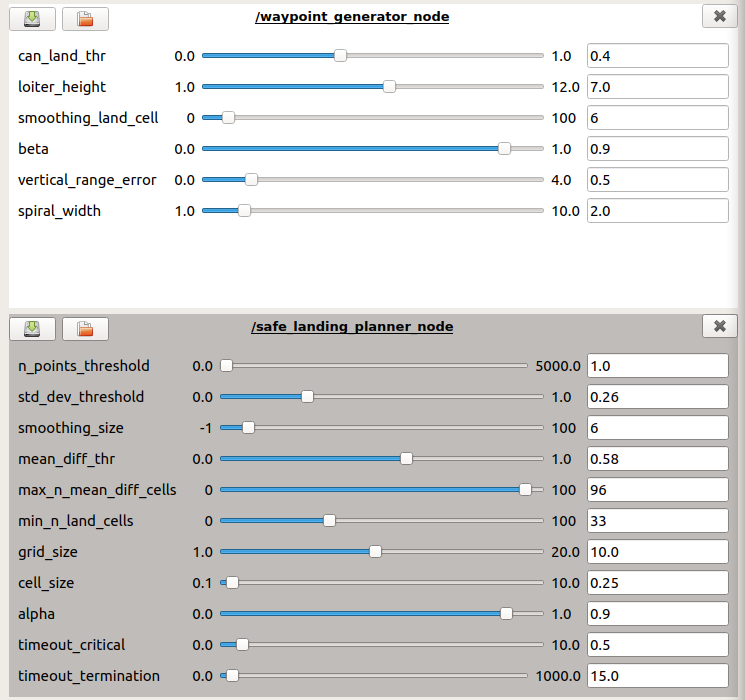 /waypoint_generator_node
can_land_thr 0.0 1.0 0.4
loiter_height 1.0 12.0 7.0
smoothing_land_cell 0 100 6
beta 0.0 1.0 0.9
vertical_range_error 0.0 4.0 0.5
spiral_width 1.0 10.0 2.0
/safe_landing_planner_node
n_points_threshold 0.0 5000.0 1.0
std_dev_threshold 0.0 1.0 0.26
smoothing_size -1 100 6
mean_diff_thr 0.0 1.0 0.58
max_n_mean_diff_cells 0 100 96
min_n_land_cells 0 100 33
grid_size 1.0 20.0 10.0
cell_size 0.1 10.0 0.25
alpha 0.0 1.0 0.9
timeout_critical 0.0 10.0 0.5
timeout_termination 0.0 1000.0 15.0